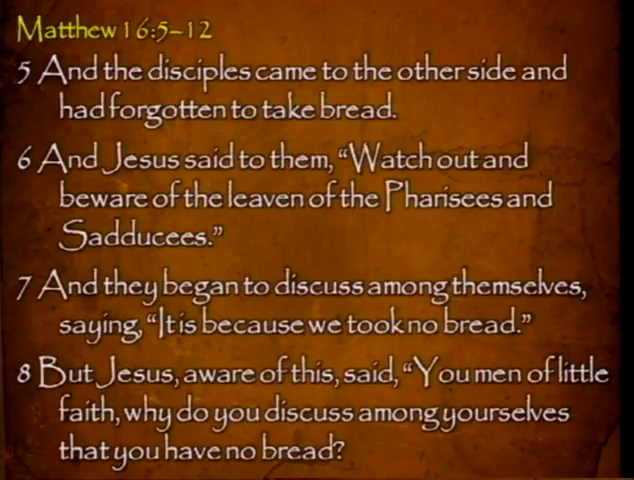 Matthew 16:5–12
5 And the disciples came to the other side and
had forgotten to take bread.
6 And Jesus said to them, “Watch out and
beware of the leaven of the Pharisees and
Sadducees.”
7 And they began to discuss among themselves,
saying, “It is because we took no bread.”
8 But Jesus, aware of this, said, “You men of little
faith, why do you discuss among yourselves
that you have no bread?